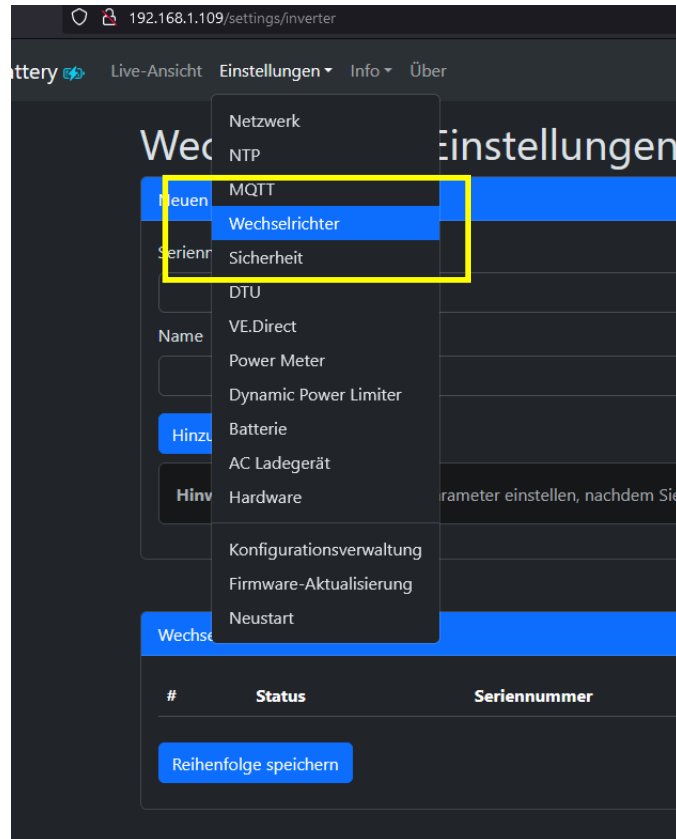 192.168.1.109/settings/inverter
ttery Live-Ansicht Einstellungen Info Über
Wec Einstellungen
Netzwerk
NTP
MQTT
Neuen
Wechselrichter
Seriennr
Sicherheit
DTU
VE.Direct
Name
Power Meter
Dynamic Power Limiter
Batterie
Hinzu
AC Ladegerät
Hinw
Hardware
rameter einstellen, nachdem Sie
Konfigurationsverwaltung
Firmware-Aktualisierung
Neustart
Wechse
# Status Seriennummer
Reihenfolge speichern